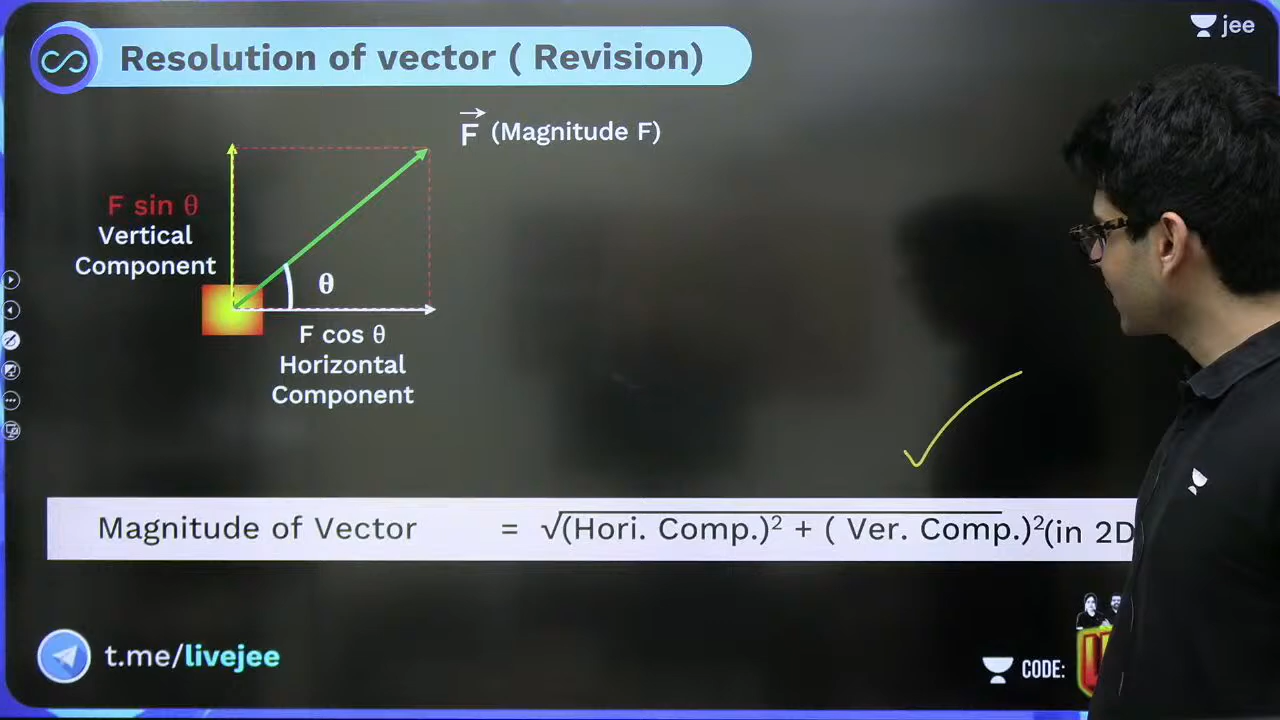 Resolution of vector ( Revision)
jee
F (Magnitude F)
F sin θ
Vertical
Component
θ
F cos θ
Horizontal
Component
Magnitude of Vector = √(Hori. Comp.)² + ( Ver. Comp.)² (in 2D
t.me/livejee
CODE: